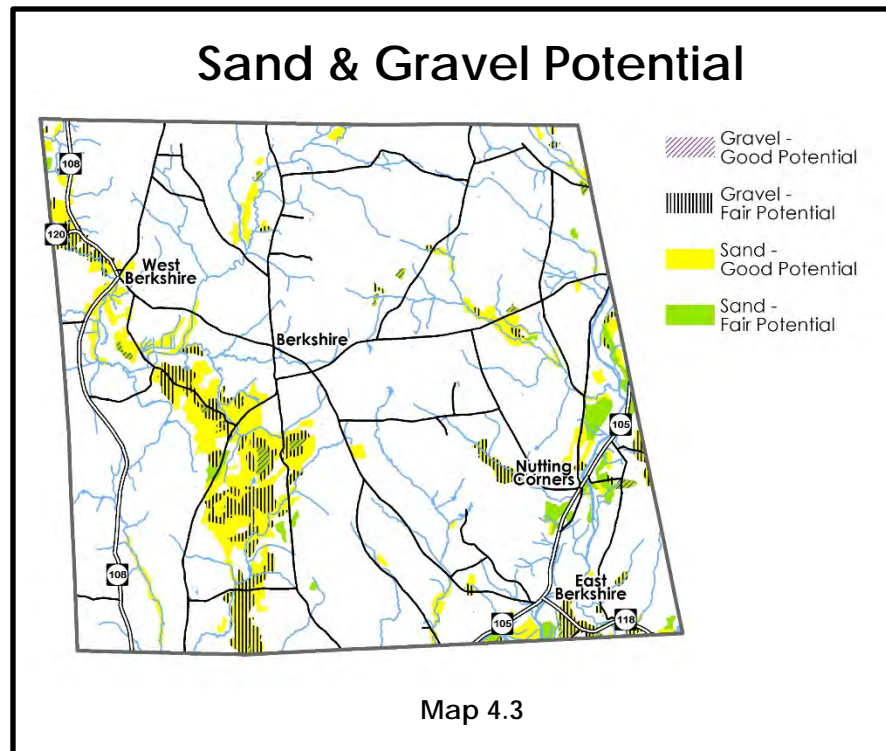 Sand & Gravel Potential
Gravel -
Good Potential
Gravel -
Fair Potential
Sand -
Good Potential
Sand -
Fair Potential
108
120
West
Berkshire
Berkshire
105
Nutting
Corners
108
East
Berkshire
105
118
Map 4.3